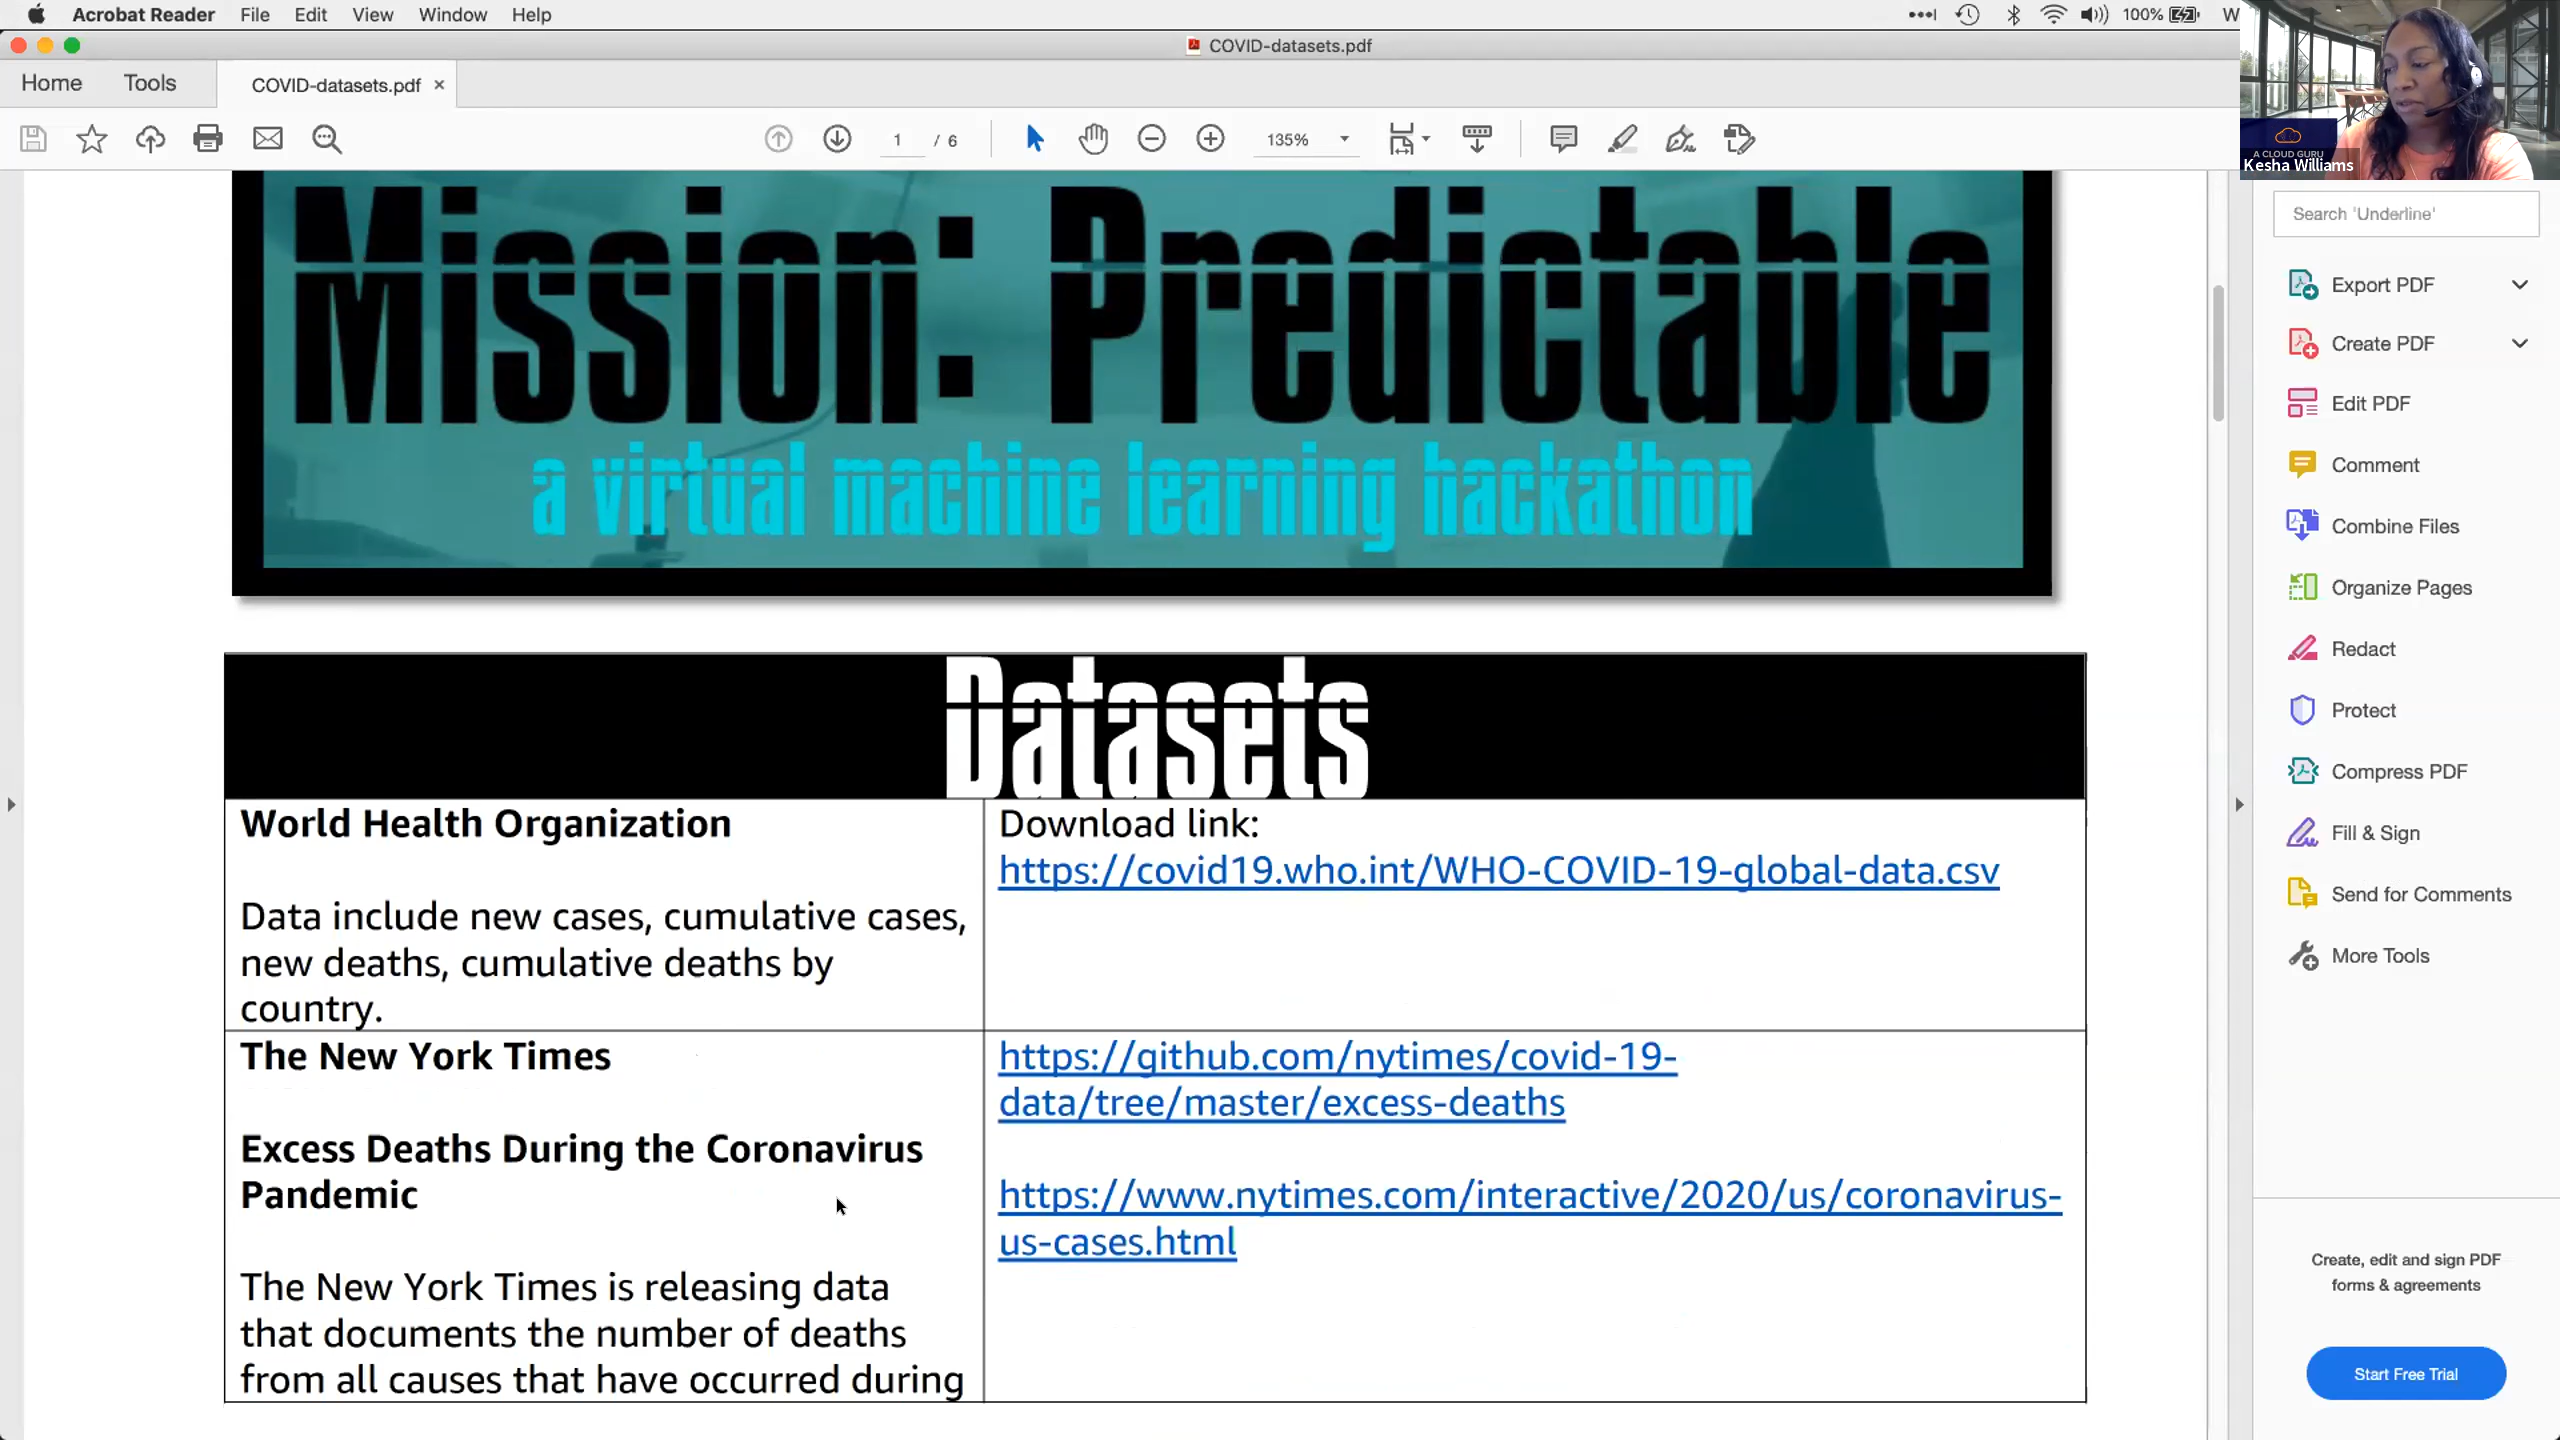 Acrobat Reader File Edit View Window Help 100% W
COVID-datasets.pdf
Home Tools COVID-datasets.pdf ×
1 / 6 135%
A CLOUD GURU
Kesha Williams
Search 'Underline'
Export PDF
Create PDF
Edit PDF
Comment
Combine Files
Organize Pages
Redact
Protect
Compress PDF
Fill & Sign
Send for Comments
More Tools
Create, edit and sign PDF
forms & agreements
Start Free Trial
Mission: Predictable
a virtual machine learning hackathon
Datasets
World Health Organization
Data include new cases, cumulative cases,
new deaths, cumulative deaths by
country.
Download link:
https://covid19.who.int/WHO-COVID-19-global-data.csv
The New York Times
Excess Deaths During the Coronavirus
Pandemic
The New York Times is releasing data
that documents the number of deaths
from all causes that have occurred during
https://github.com/nytimes/covid-19-
data/tree/master/excess-deaths
https://www.nytimes.com/interactive/2020/us/coronavirus-
us-cases.html